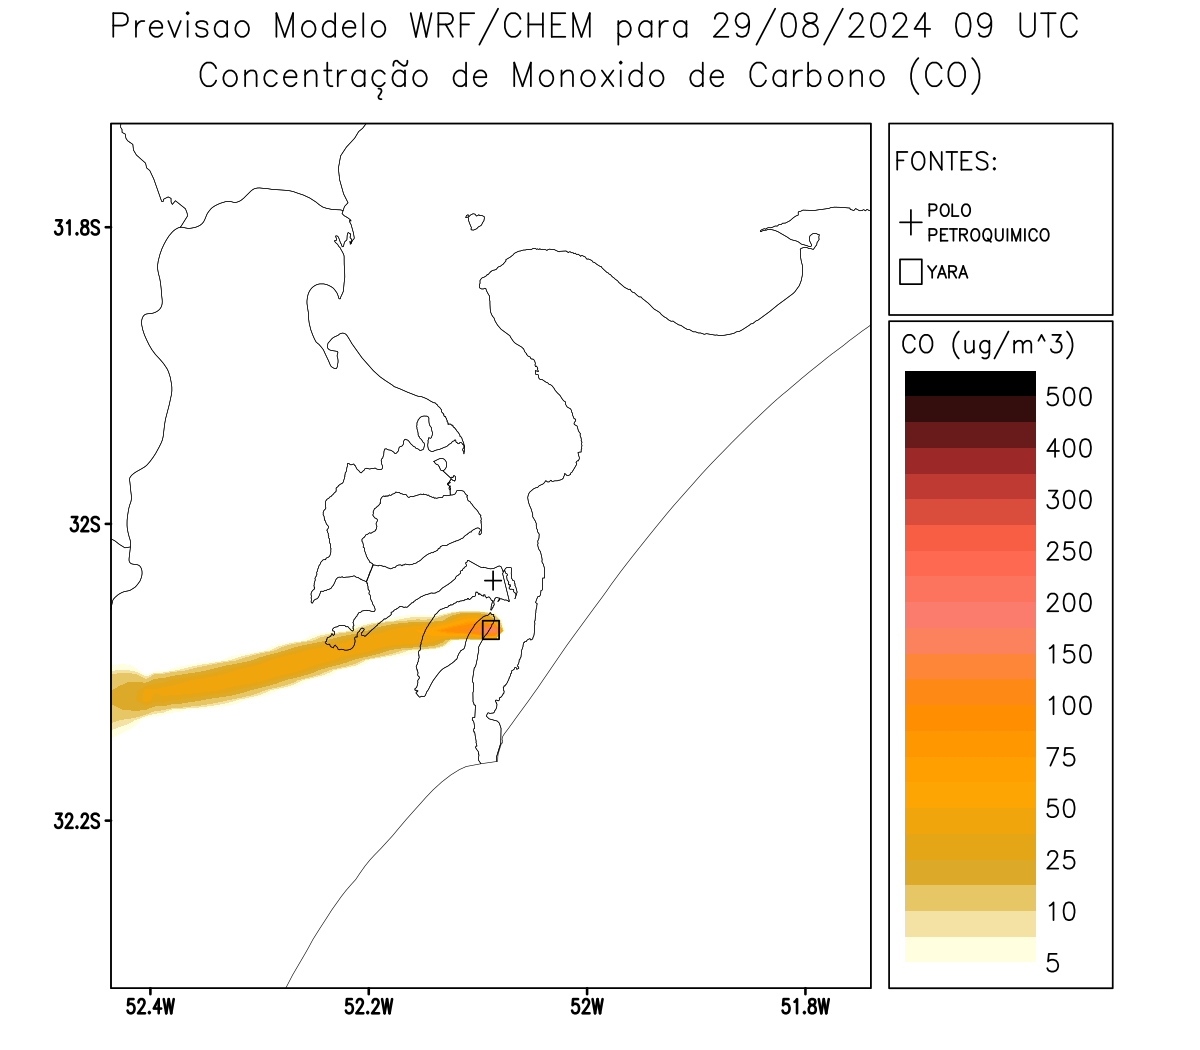 Previsao Modelo WRF/CHEM para 29/08/2024 09 UTC
Concentração de Monoxido de Carbono (CO)
FONTES:
POLO
PETROQUIMICO
YARA
CO (ug/m^3)
500
400
300
250
200
150
100
75
50
25
10
5
31.8S
32S
32.2S
52.4W
52.2W
52W
51.8W